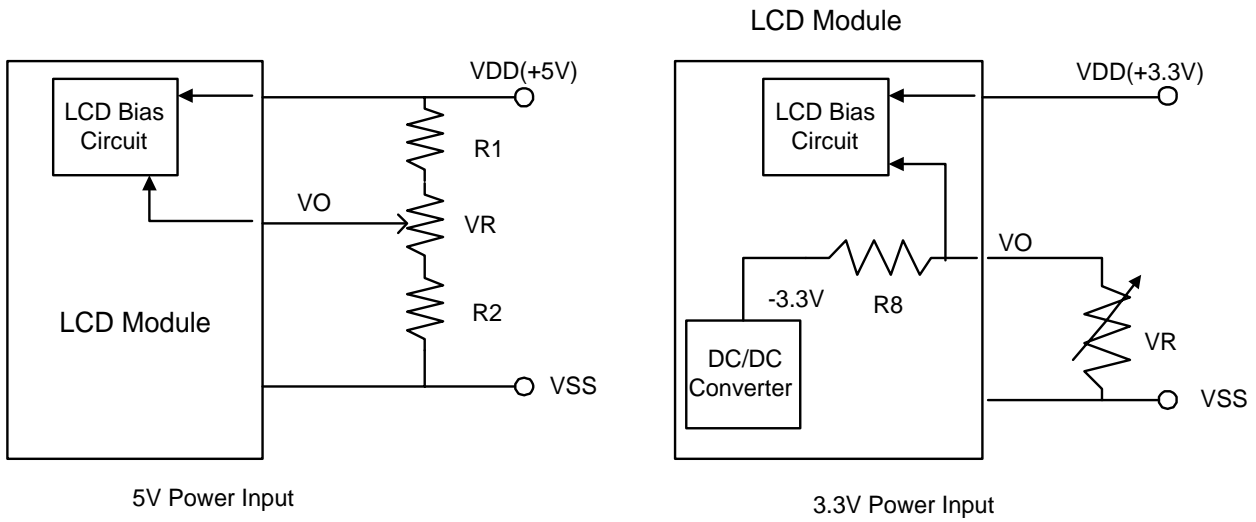 VDD(+5V)
LCD Bias
Circuit
R1
VO
VR
LCD Module
R2
VSS
5V Power Input
LCD Module
VDD(+3.3V)
LCD Bias
Circuit
VO
-3.3V
R8
VR
DC/DC
Converter
VSS
3.3V Power Input